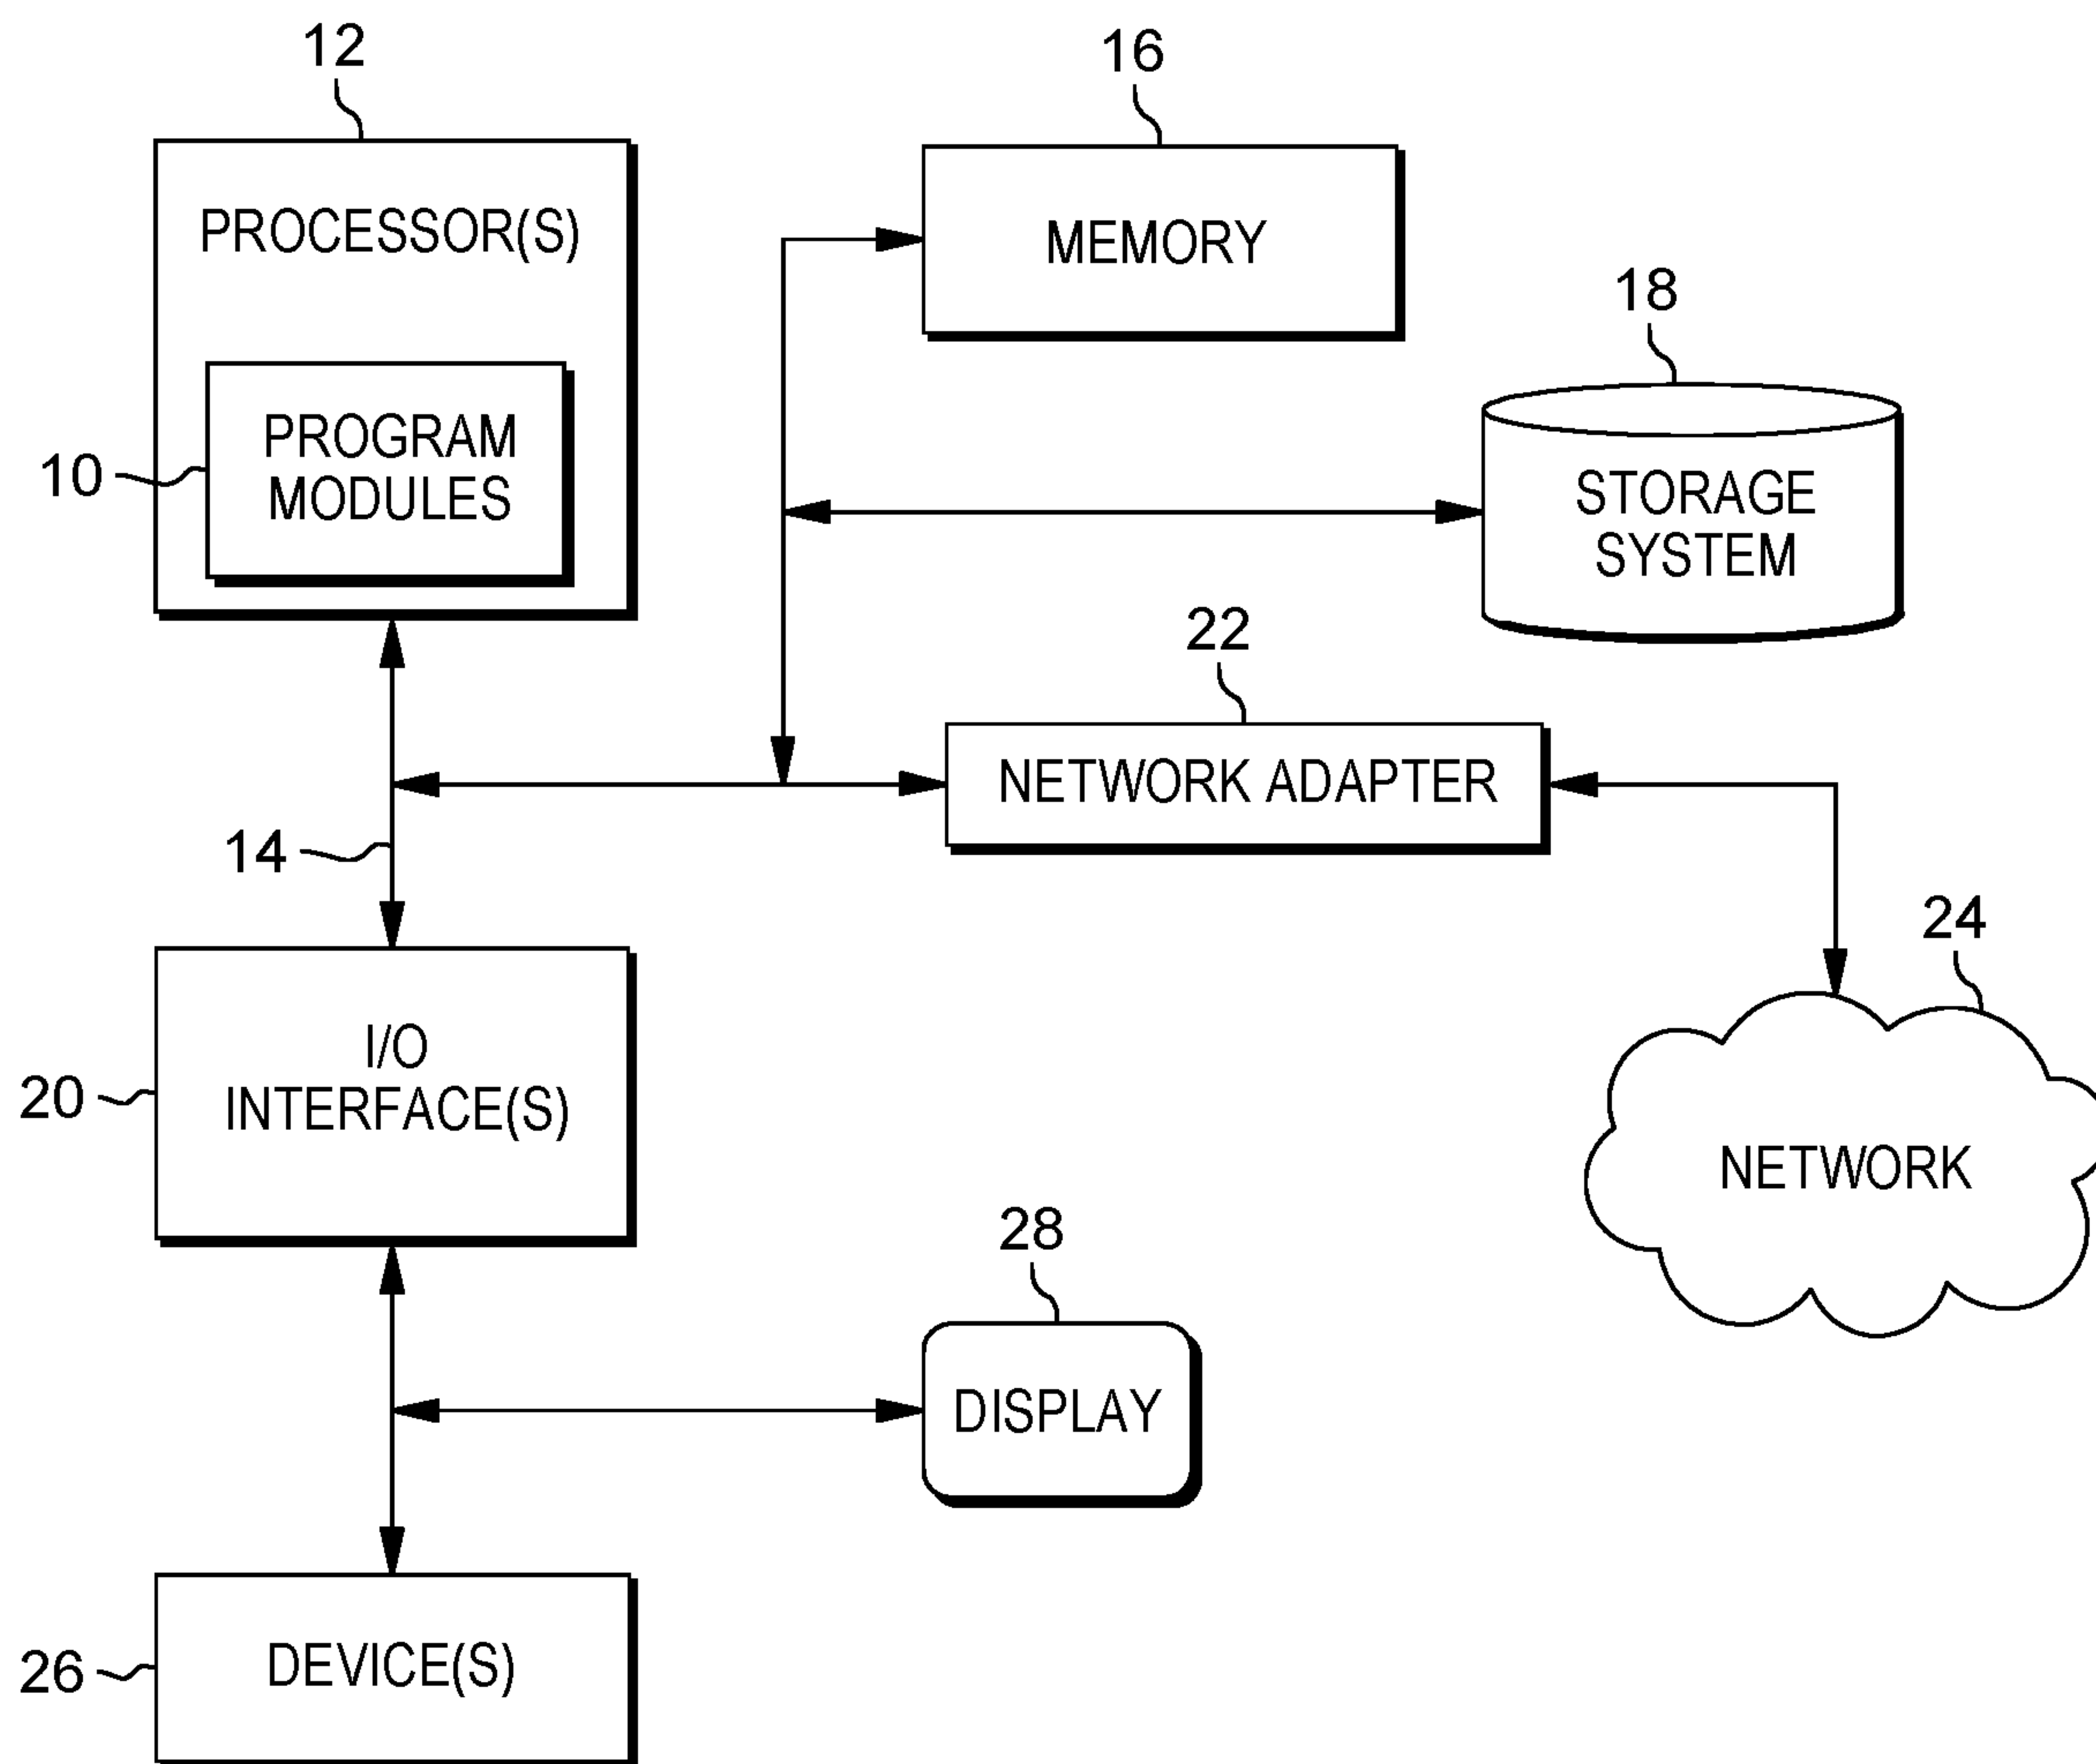 12
PROCESSOR(S)
10
PROGRAM
MODULES
16
MEMORY
18
STORAGE
SYSTEM
22
NETWORK ADAPTER
14
24
NETWORK
20
I/O
INTERFACE(S)
28
DISPLAY
26
DEVICE(S)